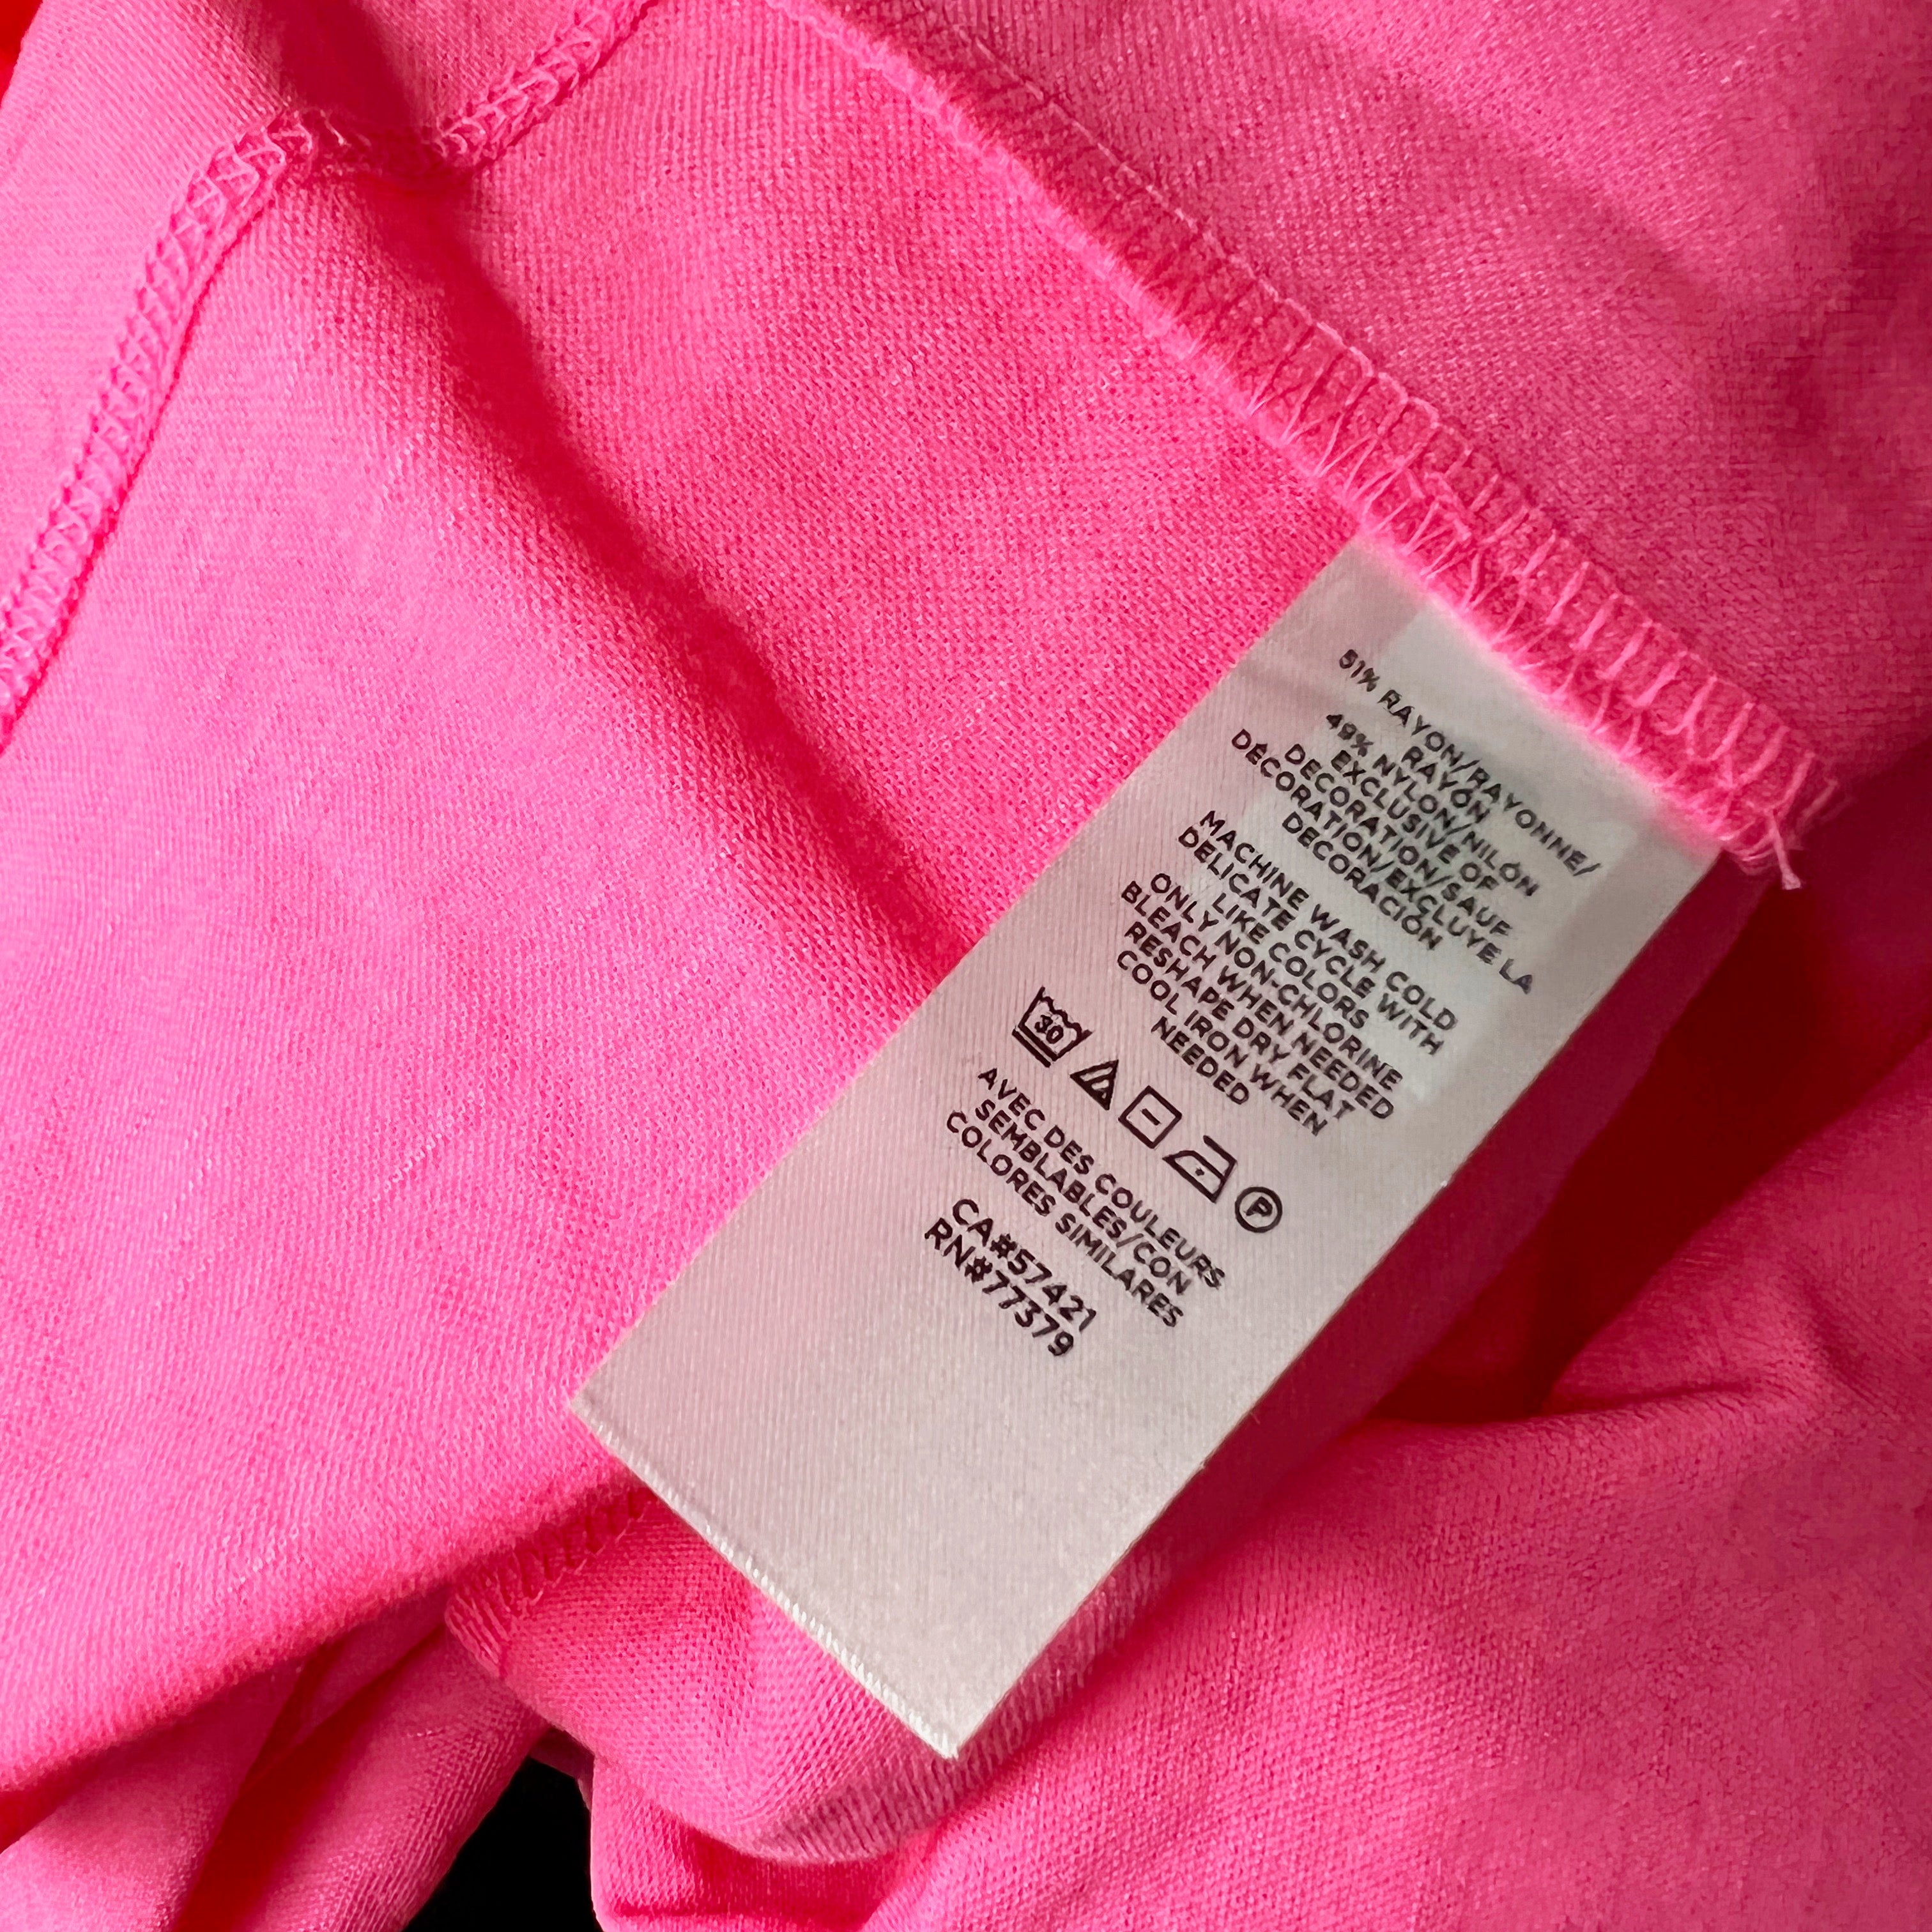 51% RAYON/RAYONNE/
RAYÓN
49% NYLON/NILÓN
EXCLUSIVE OF
DECORATION/SAUF
DÉCORATION/EXCLUYE LA
DECORACIÓN
MACHINE WASH COLD
DELICATE CYCLE WITH
LIKE COLORS
ONLY NON-CHLORINE
BLEACH WHEN NEEDED
RESHAPE DRY FLAT
COOL IRON WHEN
NEEDED
30 P
AVEC DES COULEURS
SEMBLABLES/CON
COLORES SIMILARES
CA#57421
RN#77379